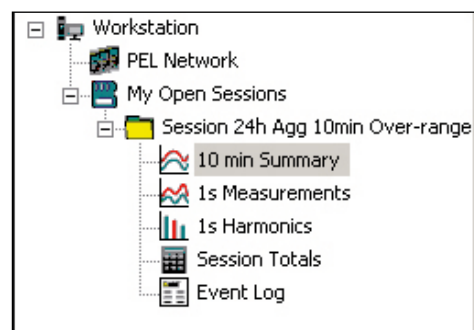 Workstation
PEL Network
My Open Sessions
Session 24h Agg 10min Over-range
10 min Summary
1s Measurements
1s Harmonics
Session Totals
Event Log